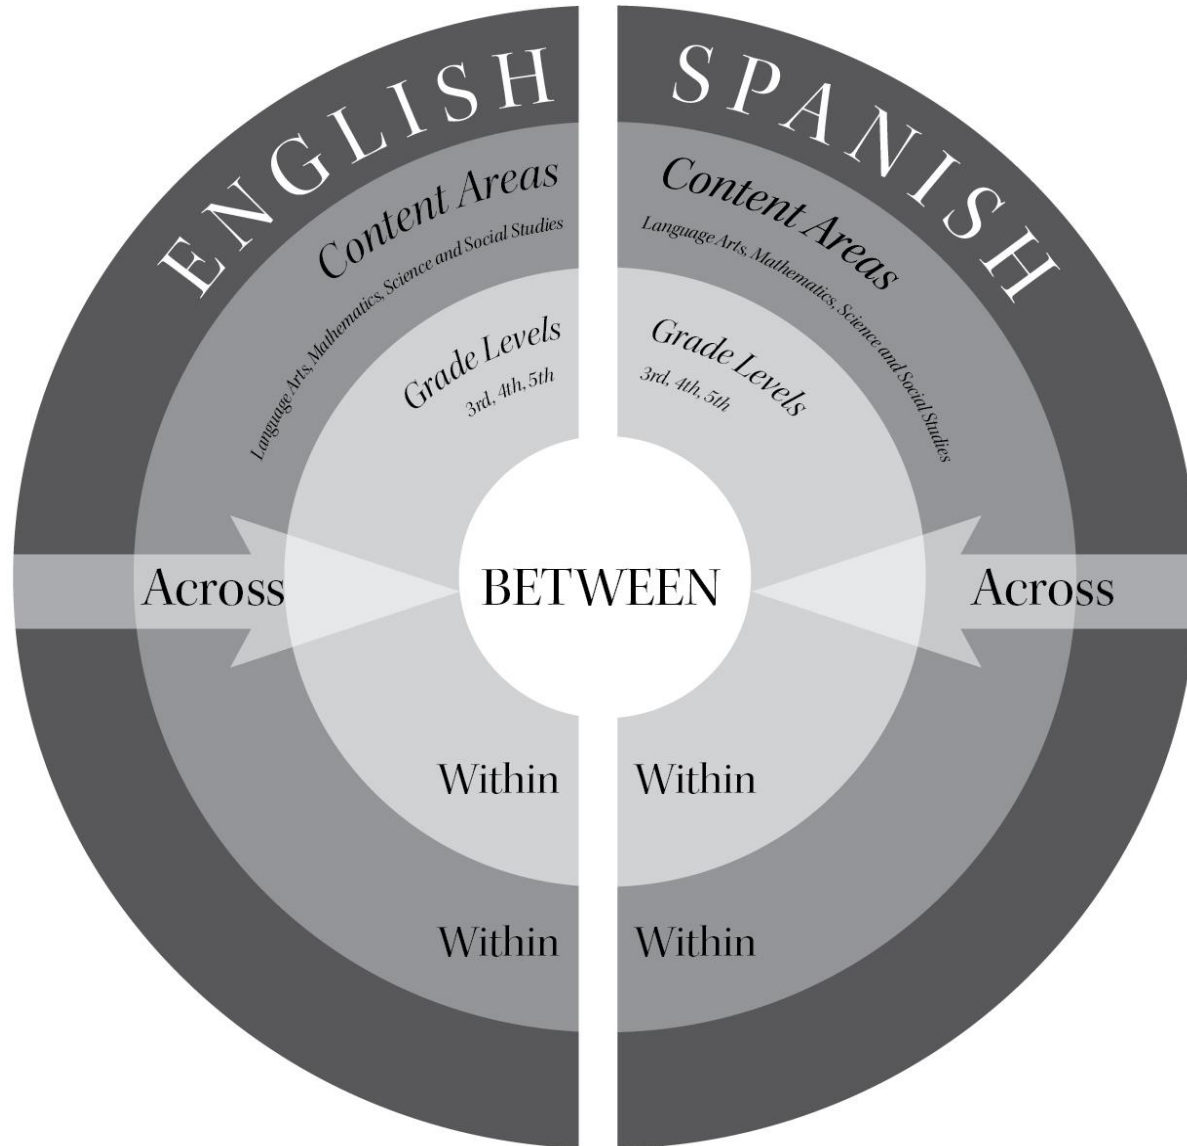 ENGLISH
Content Areas
Language Arts, Mathematics, Science and Social Studies
Grade Levels
3rd, 4th, 5th
SPANISH
Content Areas
Language Arts, Mathematics, Science and Social Studies
Grade Levels
3rd, 4th, 5th
Across
BETWEEN
Across
Within
Within
Within
Within